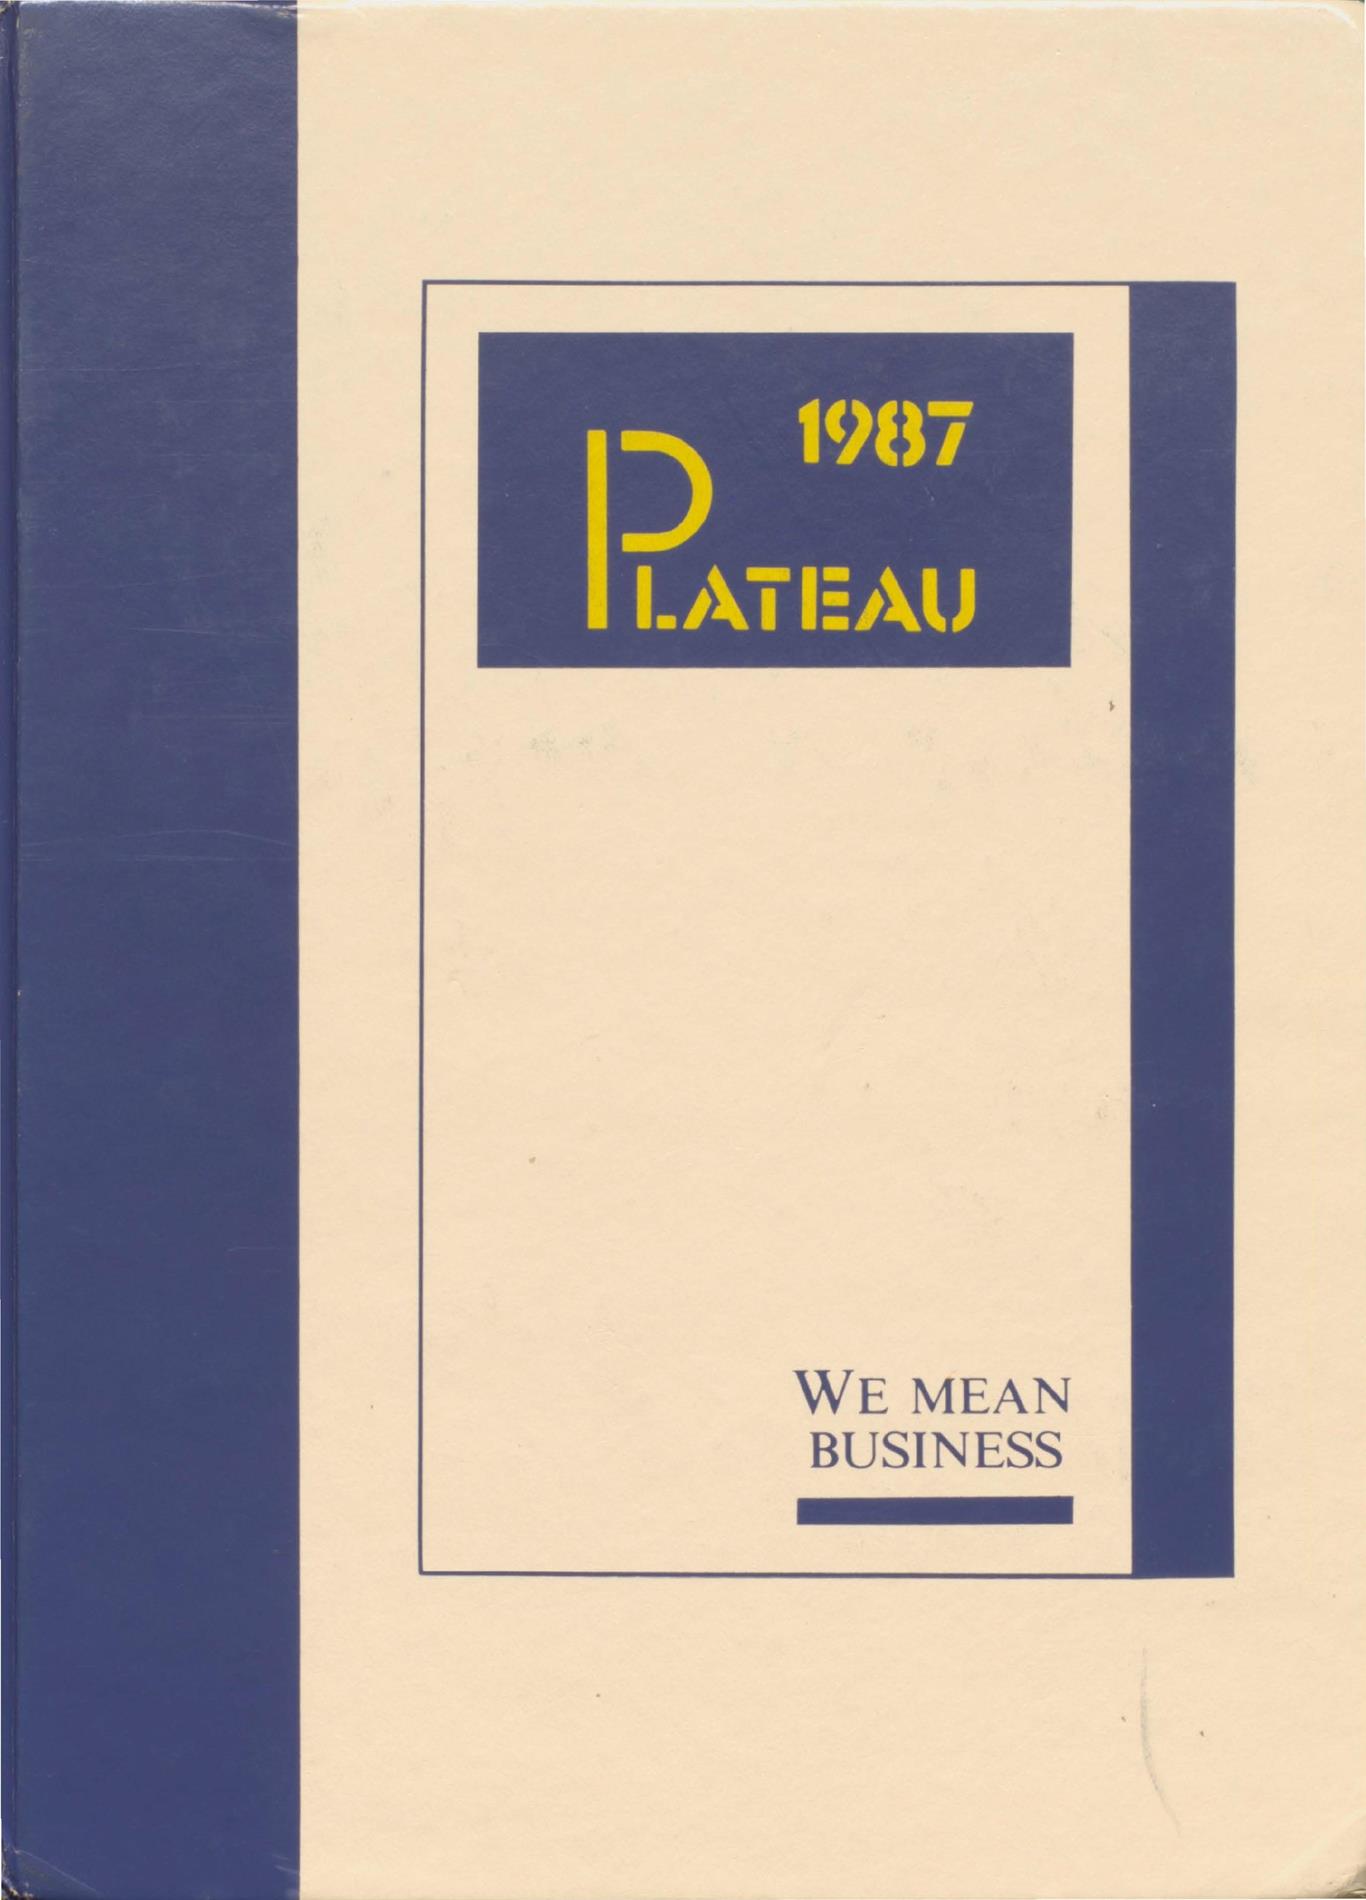 1987
PLATEAU
WE MEAN
BUSINESS